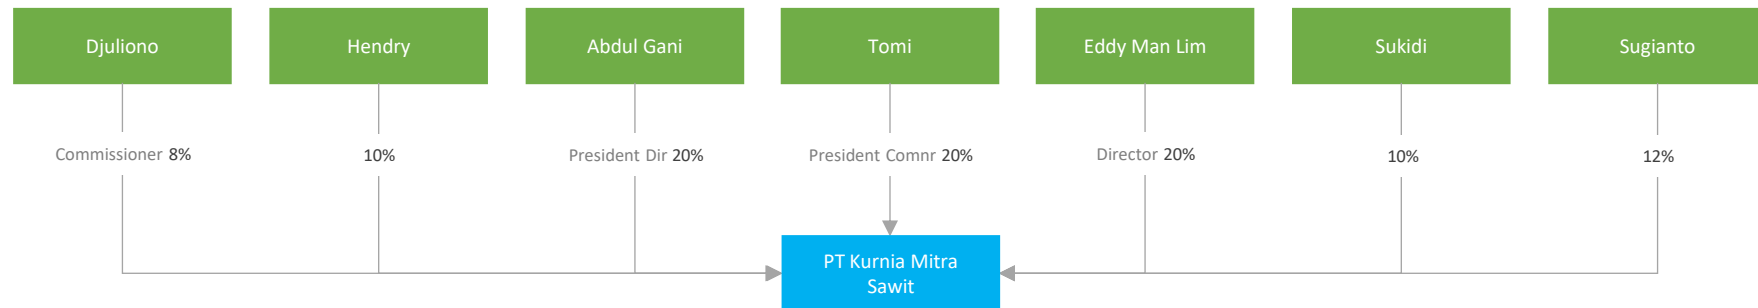 Djuliono
Hendry
Abdul Gani
Tomi
Eddy Man Lim
Sukidi
Sugianto
Commissioner 8%
10%
President Dir 20%
President Comnr 20%
Director 20%
10%
12%
PT Kurnia Mitra
Sawit